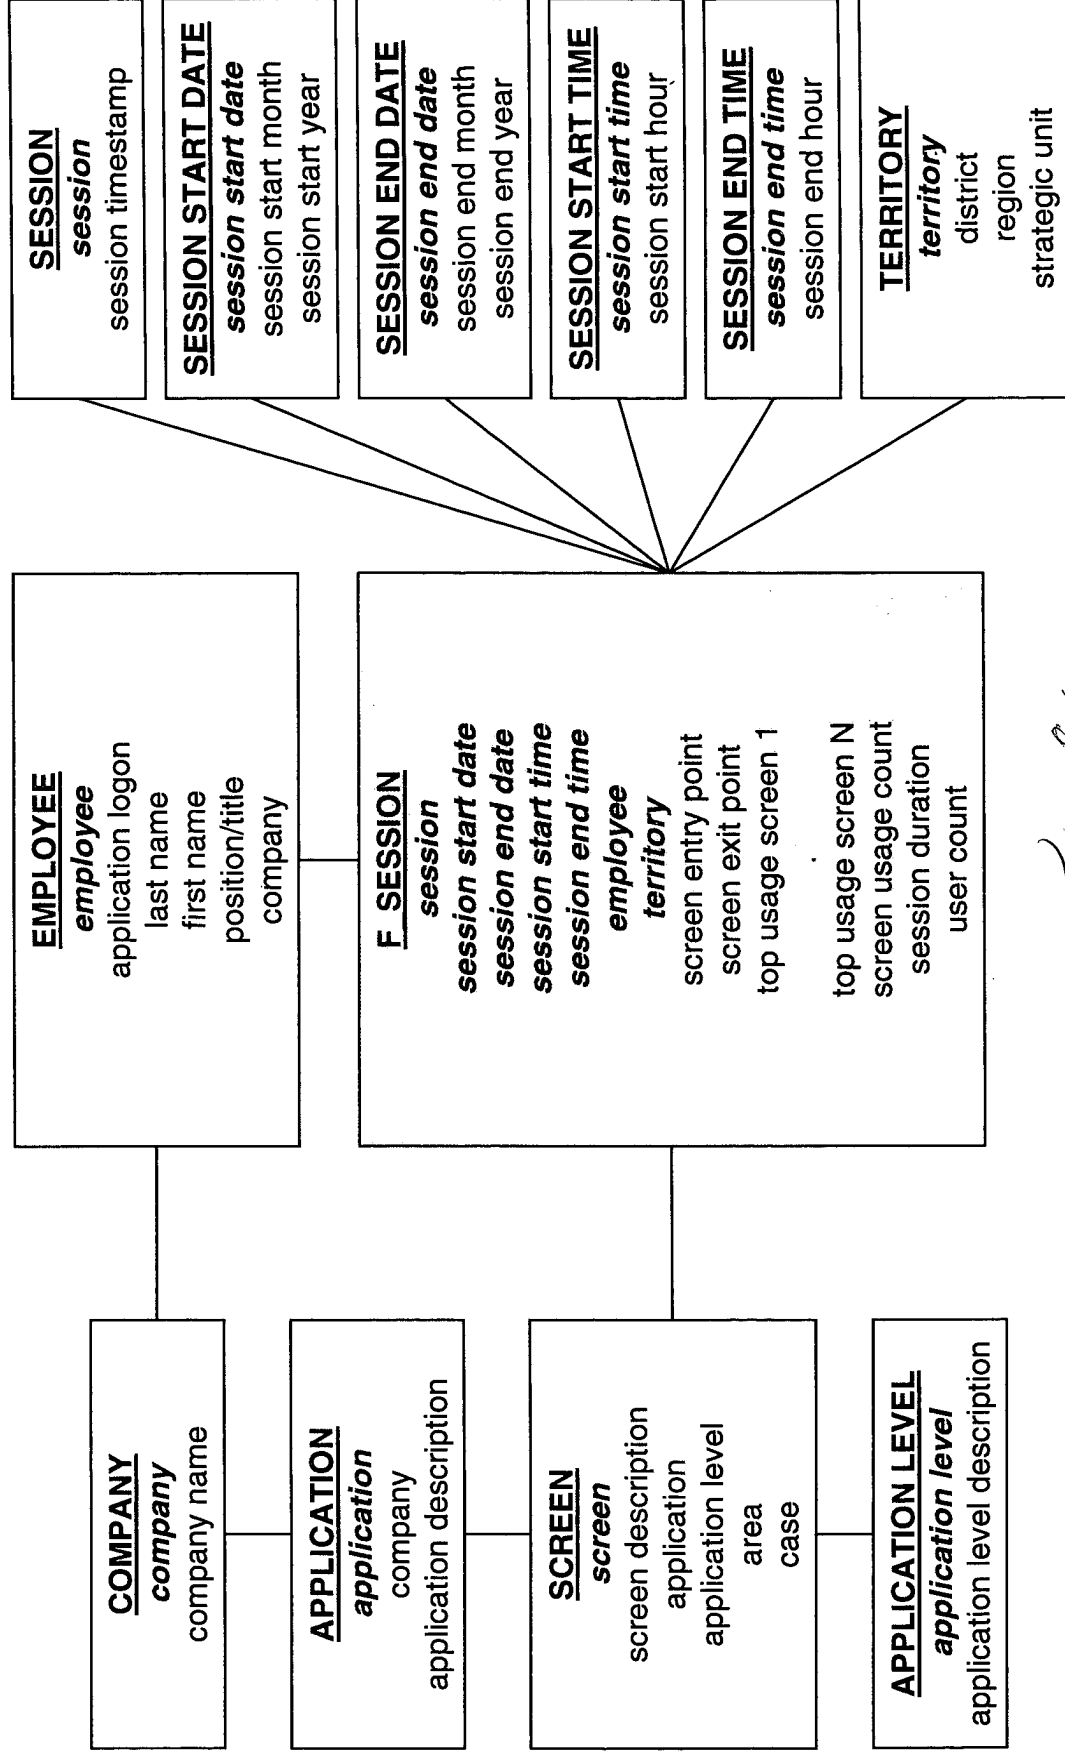 COMPANY
company
company name
APPLICATION
application
company
application description
SCREEN
screen
screen description
application
application level
area
case
APPLICATION LEVEL
application level
application level description
EMPLOYEE
employee
application logon
last name
first name
position/title
company
F_SESSION
session
session start date
session end date
session start time
session end time
employee
territory
screen entry point
screen exit point
top usage screen 1
top usage screen N
screen usage count
session duration
user count
SESSION
session
session timestamp
SESSION START DATE
session start date
session start month
session start year
SESSION END DATE
session end date
session end month
session end year
SESSION START TIME
session start time
session start hour
SESSION END TIME
session end time
session end hour
TERRITORY
territory
district
region
strategic unit